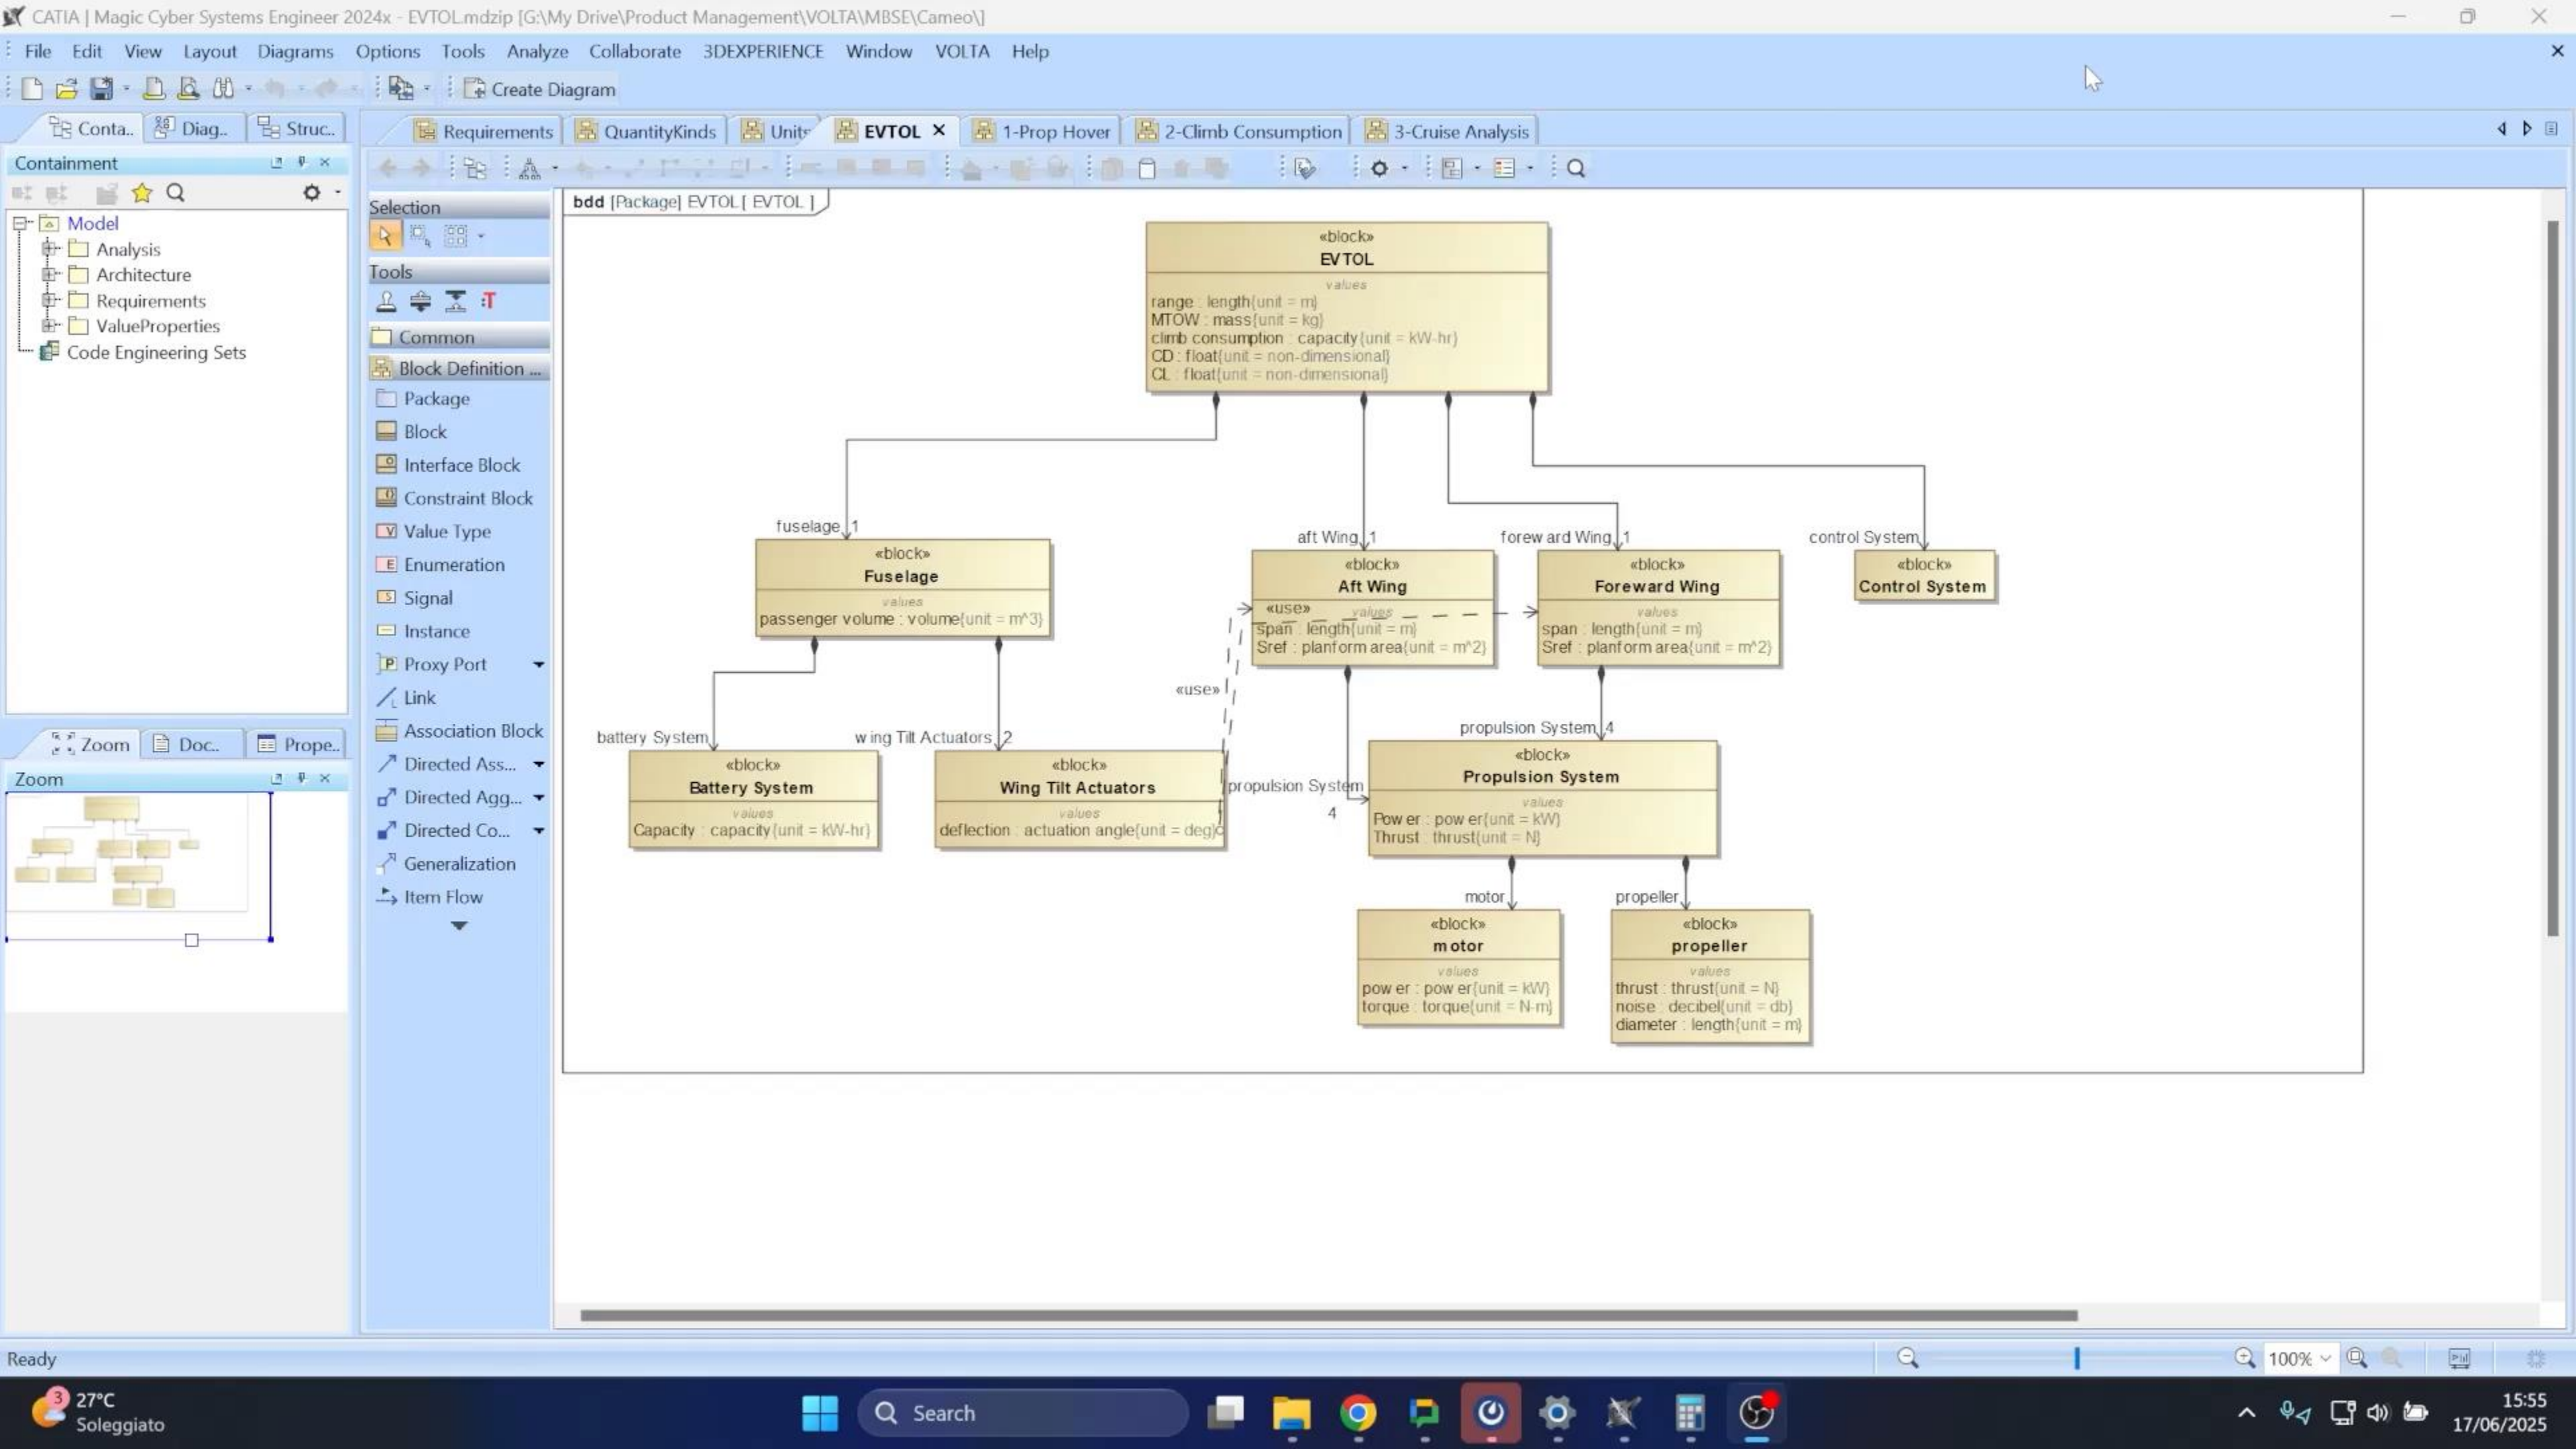 CATIA | Magic Cyber Systems Engineer 2024x - EVTOL.mdzip [G:\My Drive\Product Management\VOLTA\MBSE\Cameo\]
File Edit View Layout Diagrams Options Tools Analyze Collaborate 3DEXPERIENCE Window VOLTA Help
Create Diagram
Conta.. Diag.. Struc..
Requirements QuantityKinds Units EVTOL 1-Prop Hover 2-Climb Consumption 3-Cruise Analysis
Containment
Model
Analysis
Architecture
Requirements
ValueProperties
Code Engineering Sets
Zoom Doc.. Prope..
Zoom
Selection
Tools
:T
Common
Block Definition ...
Package
Block
Interface Block
Constraint Block
Value Type
Enumeration
Signal
Instance
Proxy Port
Link
Association Block
Directed Ass...
Directed Agg...
Directed Co...
Generalization
Item Flow
bdd [Package] EVTOL [ EVTOL ]
«block»
EVTOL
values
range : length{unit = m}
MTOW : mass{unit = kg}
climb consumption : capacity{unit = kW-hr}
CD : float{unit = non-dimensional}
CL : float{unit = non-dimensional}
fuselage 1
«block»
Fuselage
values
passenger volume : volume{unit = m^3}
aft Wing 1
«block»
Aft Wing
«use»
values
span : length{unit = m}
Sref : planform area{unit = m^2}
forew ard Wing 1
«block»
Foreward Wing
values
span : length{unit = m}
Sref : planform area{unit = m^2}
control System
«block»
Control System
«use»
battery System
«block»
Battery System
values
Capacity : capacity{unit = kW-hr}
wing Tilt Actuators 2
«block»
Wing Tilt Actuators
values
deflection : actuation angle{unit = deg}
propulsion System
4
propulsion System 4
«block»
Propulsion System
values
Pow er : pow er{unit = kW}
Thrust : thrust{unit = N}
motor
«block»
motor
values
pow er : pow er{unit = kW}
torque : torque{unit = N-m}
propeller
«block»
propeller
values
thrust : thrust{unit = N}
noise : decibel{unit = db}
diameter : length{unit = m}
Ready
100%
3
27°C
Soleggiato
Search
15:55
17/06/2025